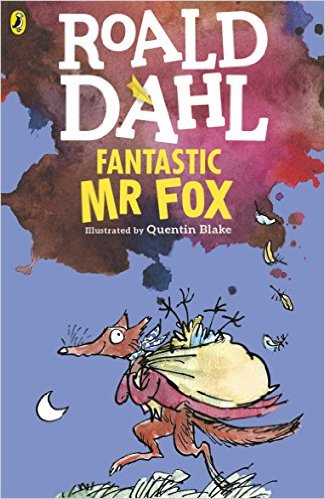 ROALD
DAHL
FANTASTIC
MR FOX
Illustrated by Quentin Blake